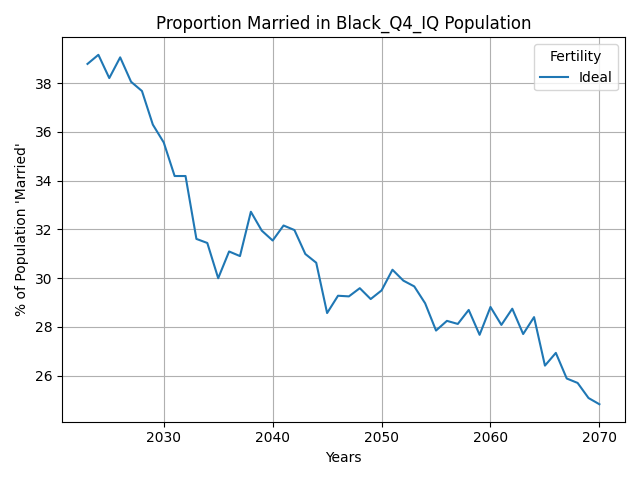 Proportion Married in Black_Q4_IQ Population
Fertility
Ideal
% of Population 'Married'
38
36
34
32
30
28
26
2030 2040 2050 2060 2070
Years